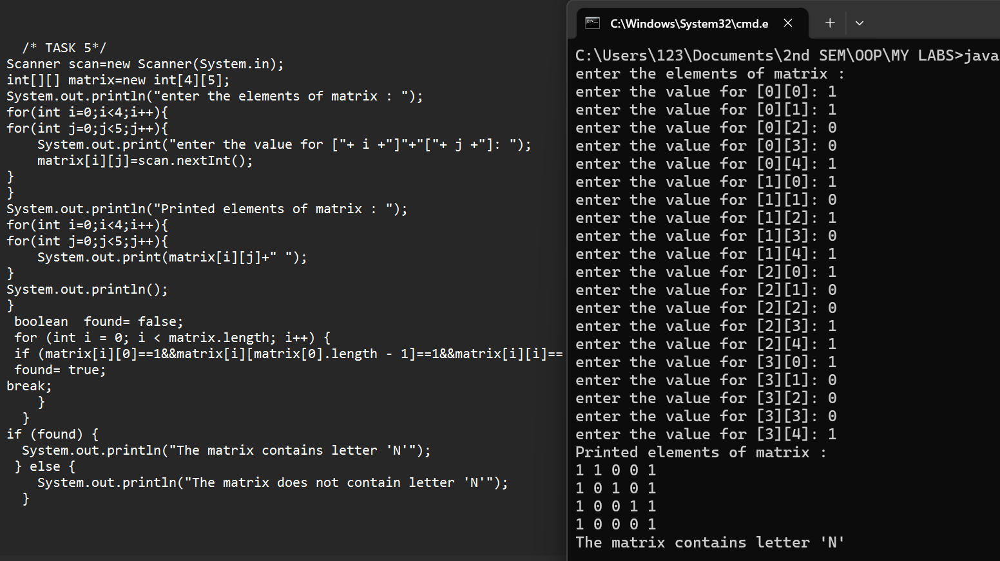 /* TASK 5*/
Scanner scan=new Scanner(System.in);
int[][] matrix=new int[4][5];
System.out.println("enter the elements of matrix : ");
for(int i=0;i<4;i++){
for(int j=0;j<5;j++){
System.out.print("enter the value for ["+ i +"]"+"["+ j +"]: ");
matrix[i][j]=scan.nextInt();
}
}
System.out.println("Printed elements of matrix : ");
for(int i=0;i<4;i++){
for(int j=0;j<5;j++){
System.out.print(matrix[i][j]+" ");
}
System.out.println();
}
boolean  found= false;
for (int i = 0; i < matrix.length; i++) {
if (matrix[i][0]==1&&matrix[i][matrix[0].length - 1]==1&&matrix[i][i]==
found= true;
break;
}
}
if (found) {
System.out.println("The matrix contains letter 'N'");
} else {
System.out.println("The matrix does not contain letter 'N'");
}
C:\Windows\System32\cmd.e
C:\Users\123\Documents\2nd SEM\OOP\MY LABS>java
enter the elements of matrix :
enter the value for [0][0]: 1
enter the value for [0][1]: 1
enter the value for [0][2]: 0
enter the value for [0][3]: 0
enter the value for [0][4]: 1
enter the value for [1][0]: 1
enter the value for [1][1]: 0
enter the value for [1][2]: 1
enter the value for [1][3]: 0
enter the value for [1][4]: 1
enter the value for [2][0]: 1
enter the value for [2][1]: 0
enter the value for [2][2]: 0
enter the value for [2][3]: 1
enter the value for [2][4]: 1
enter the value for [3][0]: 1
enter the value for [3][1]: 0
enter the value for [3][2]: 0
enter the value for [3][3]: 0
enter the value for [3][4]: 1
Printed elements of matrix :
1 1 0 0 1
1 0 1 0 1
1 0 0 1 1
1 0 0 0 1
The matrix contains letter 'N'